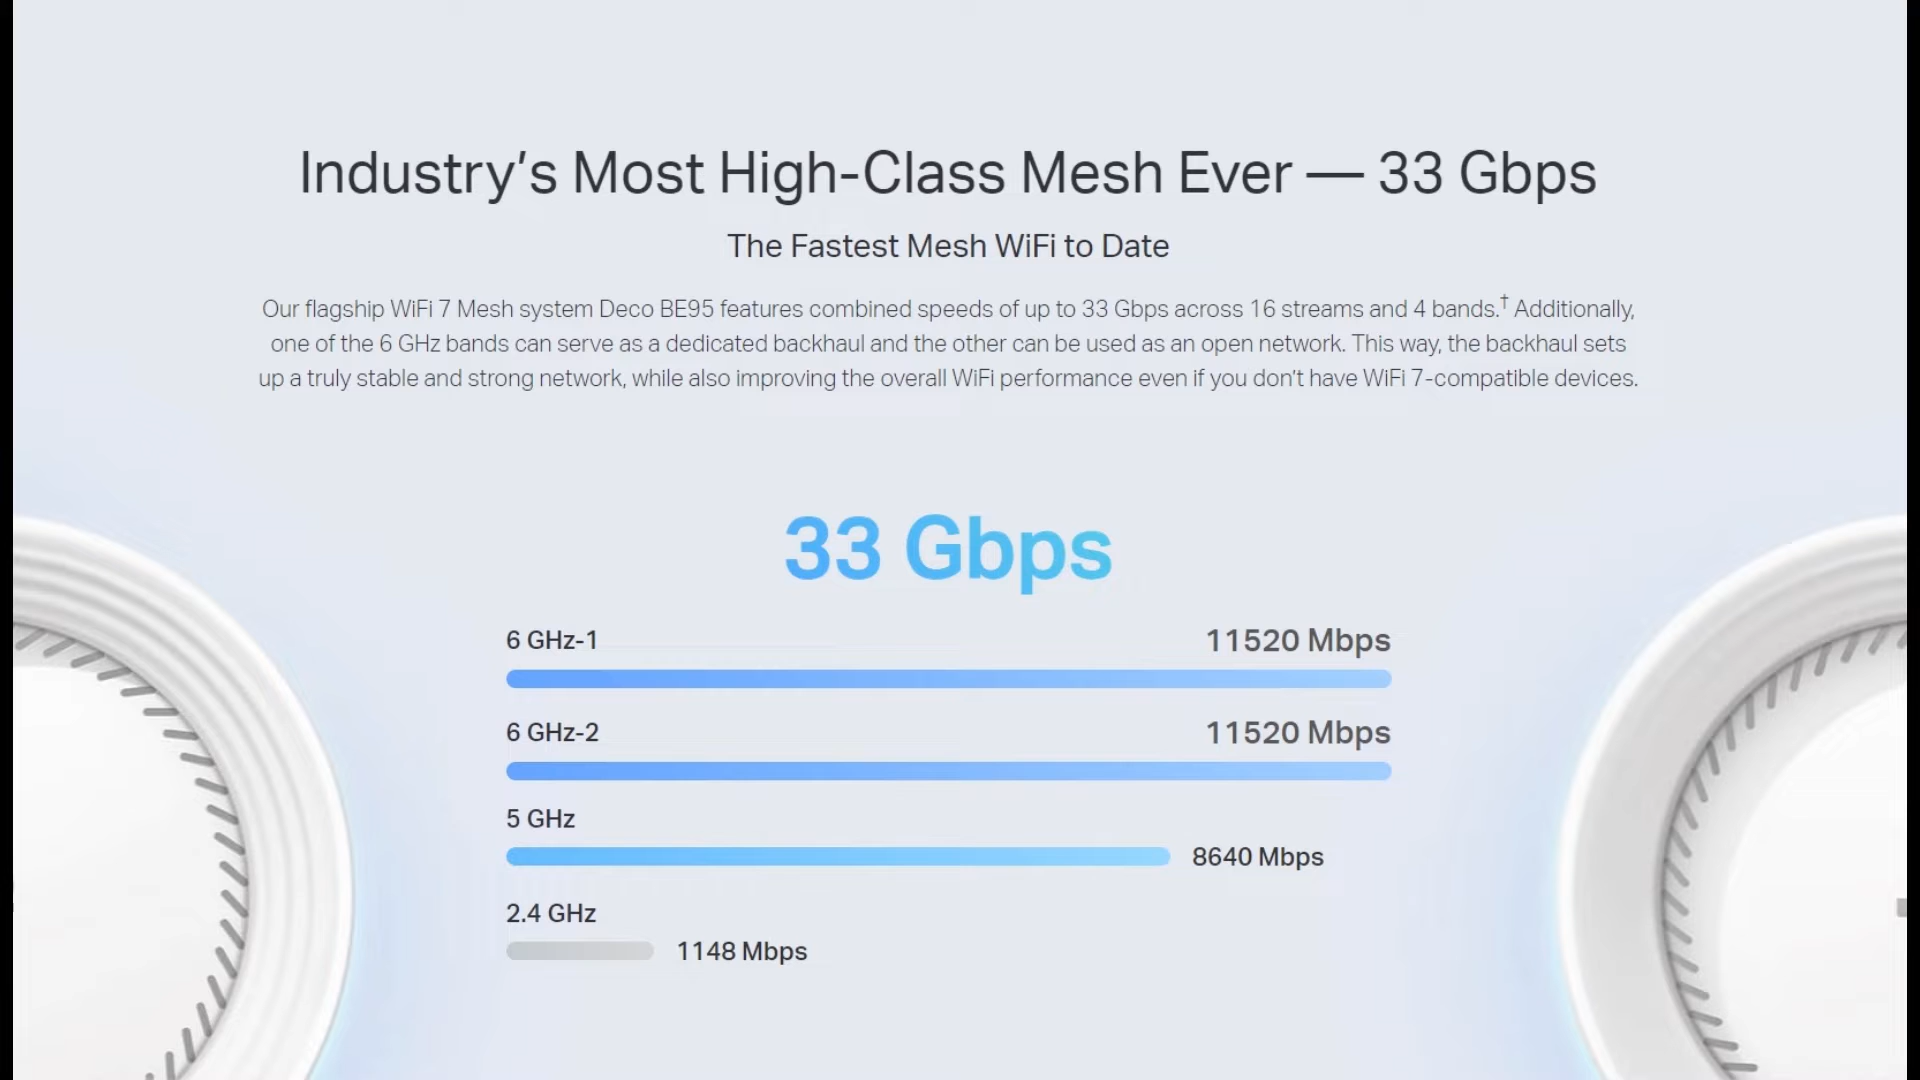 Industry’s Most High-Class Mesh Ever — 33 Gbps
The Fastest Mesh WiFi to Date
Our flagship WiFi 7 Mesh system Deco BE95 features combined speeds of up to 33 Gbps across 16 streams and 4 bands.† Additionally,
one of the 6 GHz bands can serve as a dedicated backhaul and the other can be used as an open network. This way, the backhaul sets
up a truly stable and strong network, while also improving the overall WiFi performance even if you don’t have WiFi 7-compatible devices.
33 Gbps
6 GHz-1 11520 Mbps
6 GHz-2 11520 Mbps
5 GHz
8640 Mbps
2.4 GHz
1148 Mbps